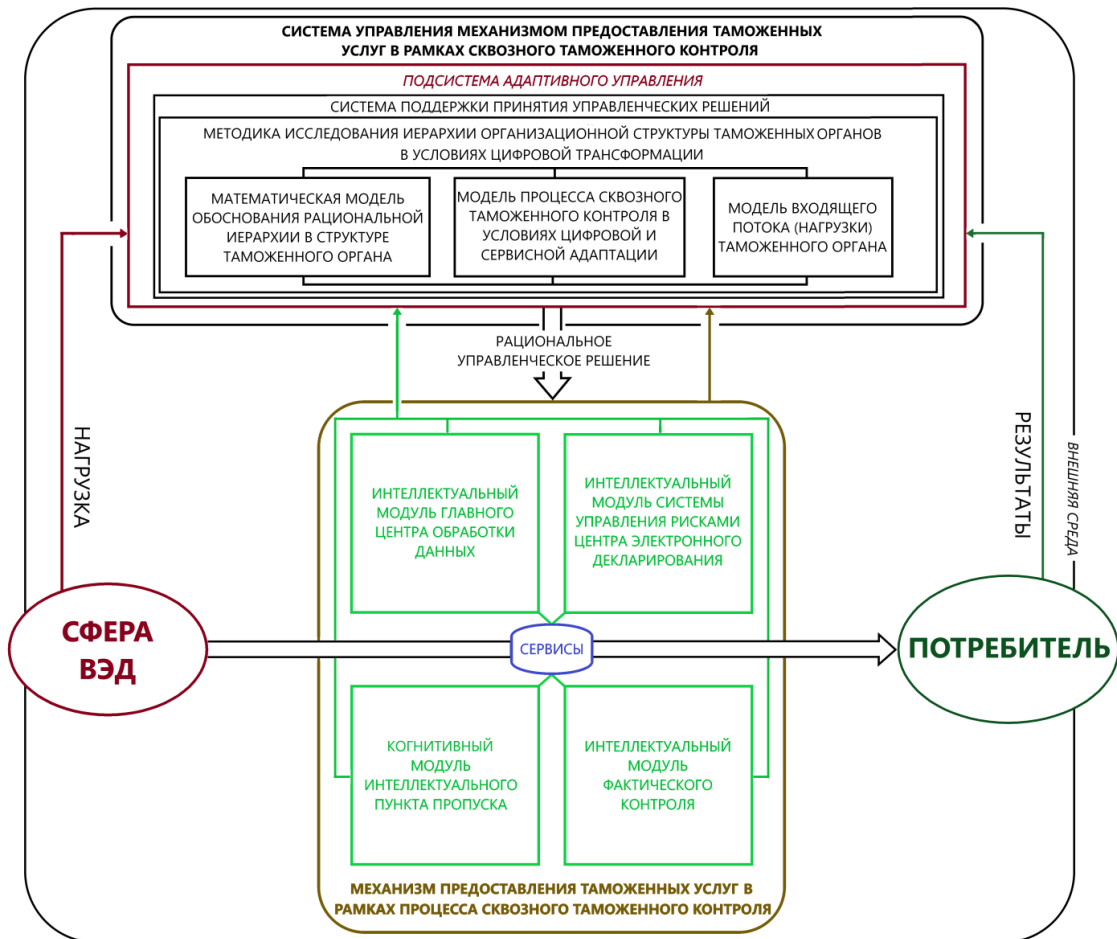 СИСТЕМА УПРАВЛЕНИЯ МЕХАНИЗМОМ ПРЕДОСТАВЛЕНИЯ ТАМОЖЕННЫХ
УСЛУГ В РАМКАХ СКВОЗНОГО ТАМОЖЕННОГО КОНТРОЛЯ
ПОДСИСТЕМА АДАПТИВНОГО УПРАВЛЕНИЯ
СИСТЕМА ПОДДЕРЖКИ ПРИНЯТИЯ УПРАВЛЕНЧЕСКИХ РЕШЕНИЙ
МЕТОДИКА ИССЛЕДОВАНИЯ ИЕРАРХИИ ОРГАНИЗАЦИОННОЙ СТРУКТУРЫ ТАМОЖЕННЫХ ОРГАНОВ
В УСЛОВИЯХ ЦИФРОВОЙ ТРАНСФОРМАЦИИ
МАТЕМАТИЧЕСКАЯ МОДЕЛЬ
ОБОСНОВАНИЯ РАЦИОНАЛЬНОЙ
ИЕРАРХИИ В СТРУКТУРЕ
ТАМОЖЕННОГО ОРГАНА
МОДЕЛЬ ПРОЦЕССА СКВОЗНОГО
ТАМОЖЕННОГО КОНТРОЛЯ В
УСЛОВИЯХ ЦИФРОВОЙ И
СЕРВИСНОЙ АДАПТАЦИИ
МОДЕЛЬ ВХОДЯЩЕГО
ПОТОКА (НАГРУЗКИ)
ТАМОЖЕННОГО ОРГАНА
РАЦИОНАЛЬНОЕ
УПРАВЛЕНЧЕСКОЕ РЕШЕНИЕ
НАГРУЗКА
РЕЗУЛЬТАТЫ
ВНЕШНЯЯ СРЕДА
ИНТЕЛЛЕКТУАЛЬНЫЙ
МОДУЛЬ ГЛАВНОГО
ЦЕНТРА ОБРАБОТКИ
ДАННЫХ
ИНТЕЛЛЕКТУАЛЬНЫЙ
МОДУЛЬ СИСТЕМЫ
УПРАВЛЕНИЯ РИСКАМИ
ЦЕНТРА ЭЛЕКТРОННОГО
ДЕКЛАРИРОВАНИЯ
СФЕРА
ВЭД
СЕРВИСЫ
ПОТРЕБИТЕЛЬ
КОГНИТИВНЫЙ
МОДУЛЬ
ИНТЕЛЛЕКТУАЛЬНОГО
ПУНКТА ПРОПУСКА
ИНТЕЛЛЕКТУАЛЬНЫЙ
МОДУЛЬ
ФАКТИЧЕСКОГО
КОНТРОЛЯ
МЕХАНИЗМ ПРЕДОСТАВЛЕНИЯ ТАМОЖЕННЫХ УСЛУГ В
РАМКАХ ПРОЦЕССА СКВОЗНОГО ТАМОЖЕННОГО КОНТРОЛЯ